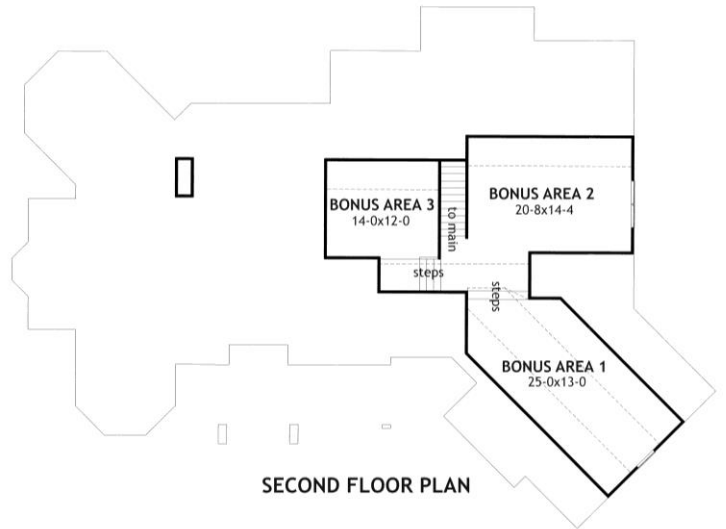 BONUS AREA 3
14-0x12-0
to main
BONUS AREA 2
20-8x14-4
steps
steps
BONUS AREA 1
25-0x13-0
SECOND FLOOR PLAN